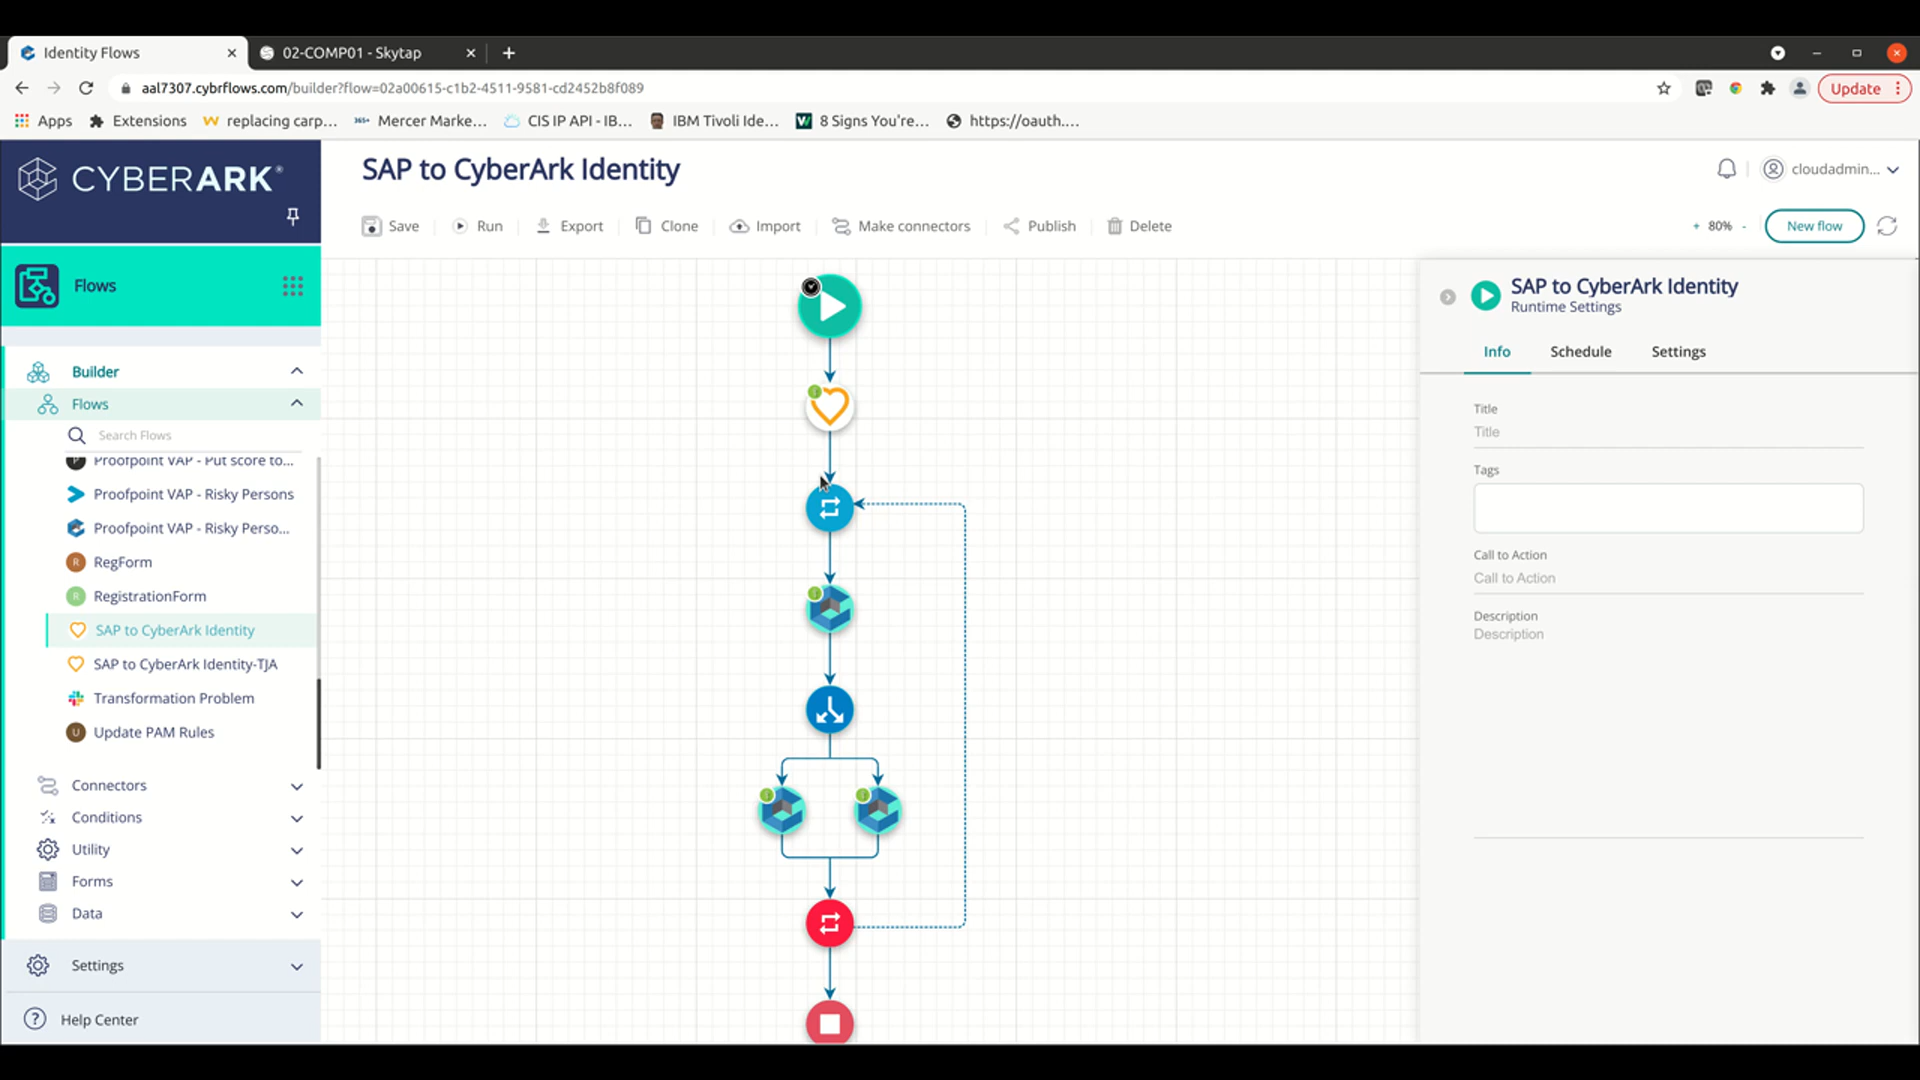 Identity Flows
02-COMP01 - Skytap
aal7307.cybrflows.com/builder?flow=02a00615-c1b2-4511-9581-cd2452b8f089
Update
Apps
Extensions
replacing carp...
Mercer Marke...
CIS IP API - IB...
IBM Tivoli Ide...
8 Signs You're...
https://oauth....
CYBERARK®
SAP to CyberArk Identity
cloudadmin...
Save
Run
Export
Clone
Import
Make connectors
Publish
Delete
+ 80% -
New flow
Flows
Builder
Flows
Search Flows
Proofpoint VAP - Put score to...
Proofpoint VAP - Risky Persons
Proofpoint VAP - Risky Perso...
R RegForm
R RegistrationForm
SAP to CyberArk Identity
SAP to CyberArk Identity-TJA
Transformation Problem
U Update PAM Rules
Connectors
Conditions
Utility
Forms
Data
Settings
? Help Center
SAP to CyberArk Identity
Runtime Settings
Info
Schedule
Settings
Title
Title
Tags
Call to Action
Call to Action
Description
Description